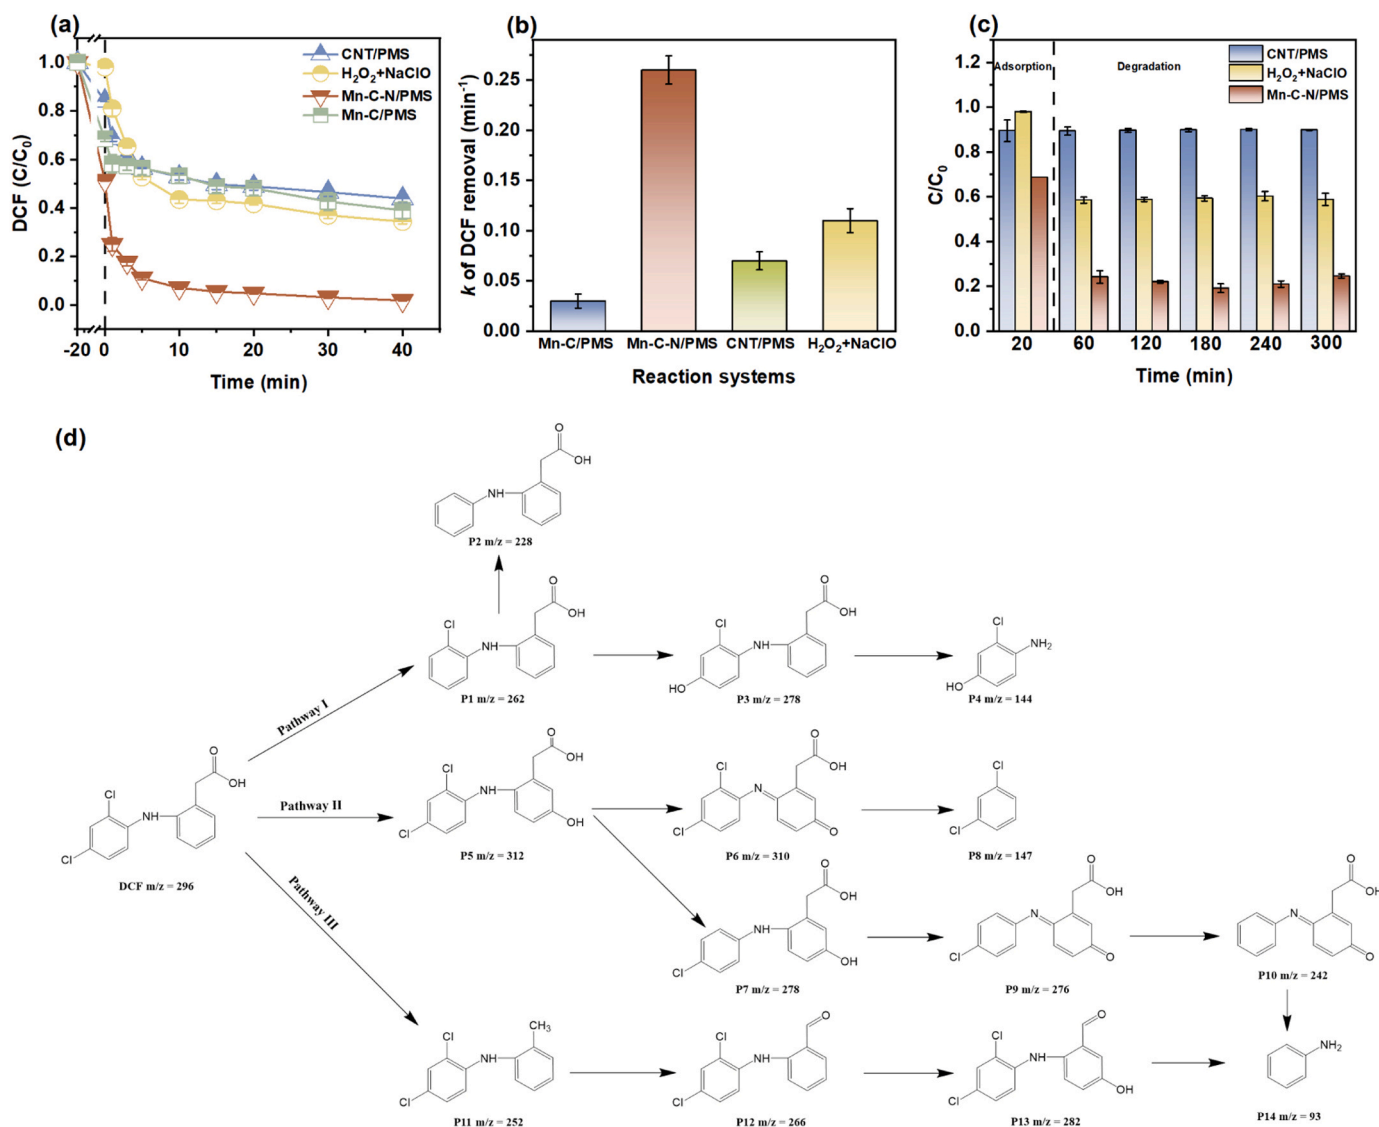 (a)
CNT/PMS
H₂O₂+NaClO
Mn-C-N/PMS
Mn-C/PMS
DCF (C/C₀)
1.0
0.8
0.6
0.4
0.2
0.0
-20 0 10 20 30 40
Time (min)
(b)
k of DCF removal (min⁻¹)
0.25
0.20
0.15
0.10
0.05
0.00
Mn-C/PMS Mn-C-N/PMS CNT/PMS H₂O₂+NaClO
Reaction systems
(c)
CNT/PMS
H₂O₂+NaClO
Mn-C-N/PMS
Adsorption
Degradation
C/C₀
1.2
1.0
0.8
0.6
0.4
0.2
0.0
20 60 120 180 240 300
Time (min)
(d)
O
OH
NH
P2 m/z = 228
O
OH
Cl
NH
P1 m/z = 262
O
OH
Cl
NH
HO
P3 m/z = 278
Cl
NH₂
HO
P4 m/z = 144
Pathway I
O
OH
Cl
NH
Cl
DCF m/z = 296
Pathway II
O
OH
Cl
NH
Cl
OH
P5 m/z = 312
O
OH
Cl
N
Cl
O
P6 m/z = 310
Cl
Cl
P8 m/z = 147
Pathway III
O
OH
NH
Cl
OH
P7 m/z = 278
O
OH
N
Cl
O
P9 m/z = 276
O
OH
N
O
P10 m/z = 242
CH₃
Cl
NH
Cl
P11 m/z = 252
O
Cl
NH
Cl
P12 m/z = 266
O
Cl
NH
Cl
OH
P13 m/z = 282
NH₂
P14 m/z = 93